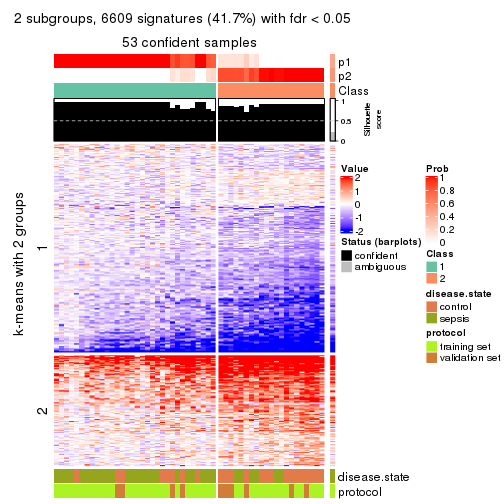 2 subgroups, 6609 signatures (41.7%) with fdr < 0.05
53 confident samples
p1
p2
Class
1
0.5
0
Silhouette
score
k-means with 2 groups
1
2
Value
2
1
0
-1
-2
Status (barplots)
confident
ambiguous
Prob
1
0.8
0.6
0.4
0.2
0
Class
1
2
disease.state
control
sepsis
protocol
training set
validation set
disease.state
protocol